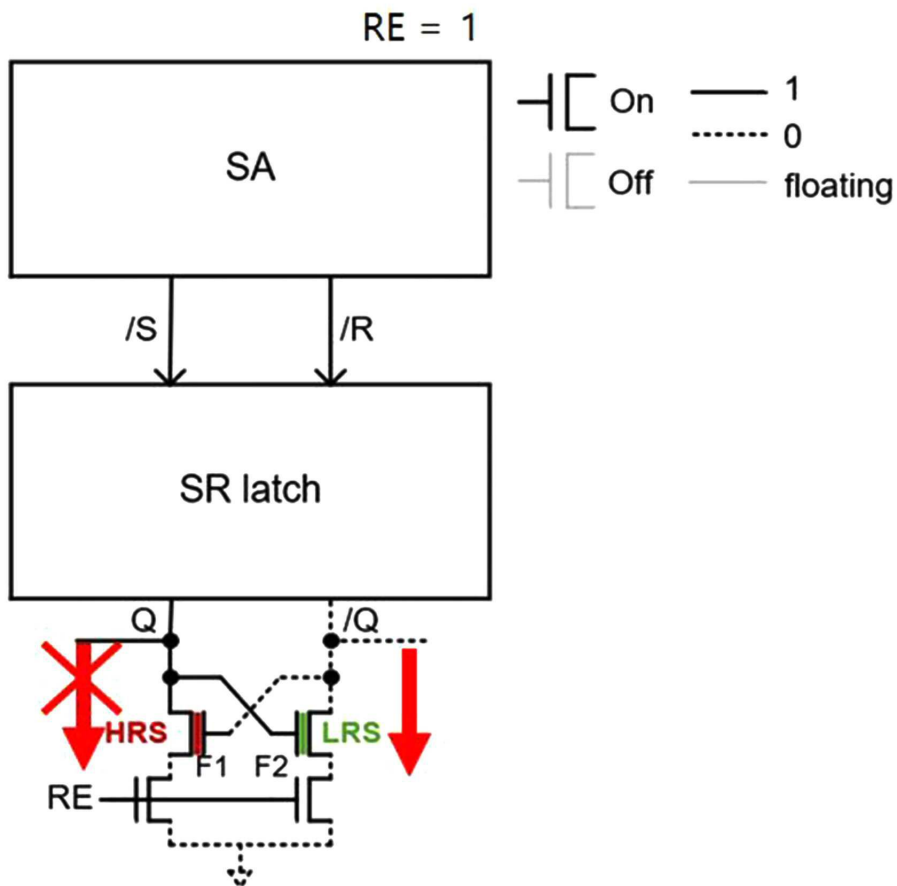 RE = 1
SA
On
1
0
Off
floating
/S
/R
SR latch
Q
/Q
HRS
LRS
F1
F2
RE